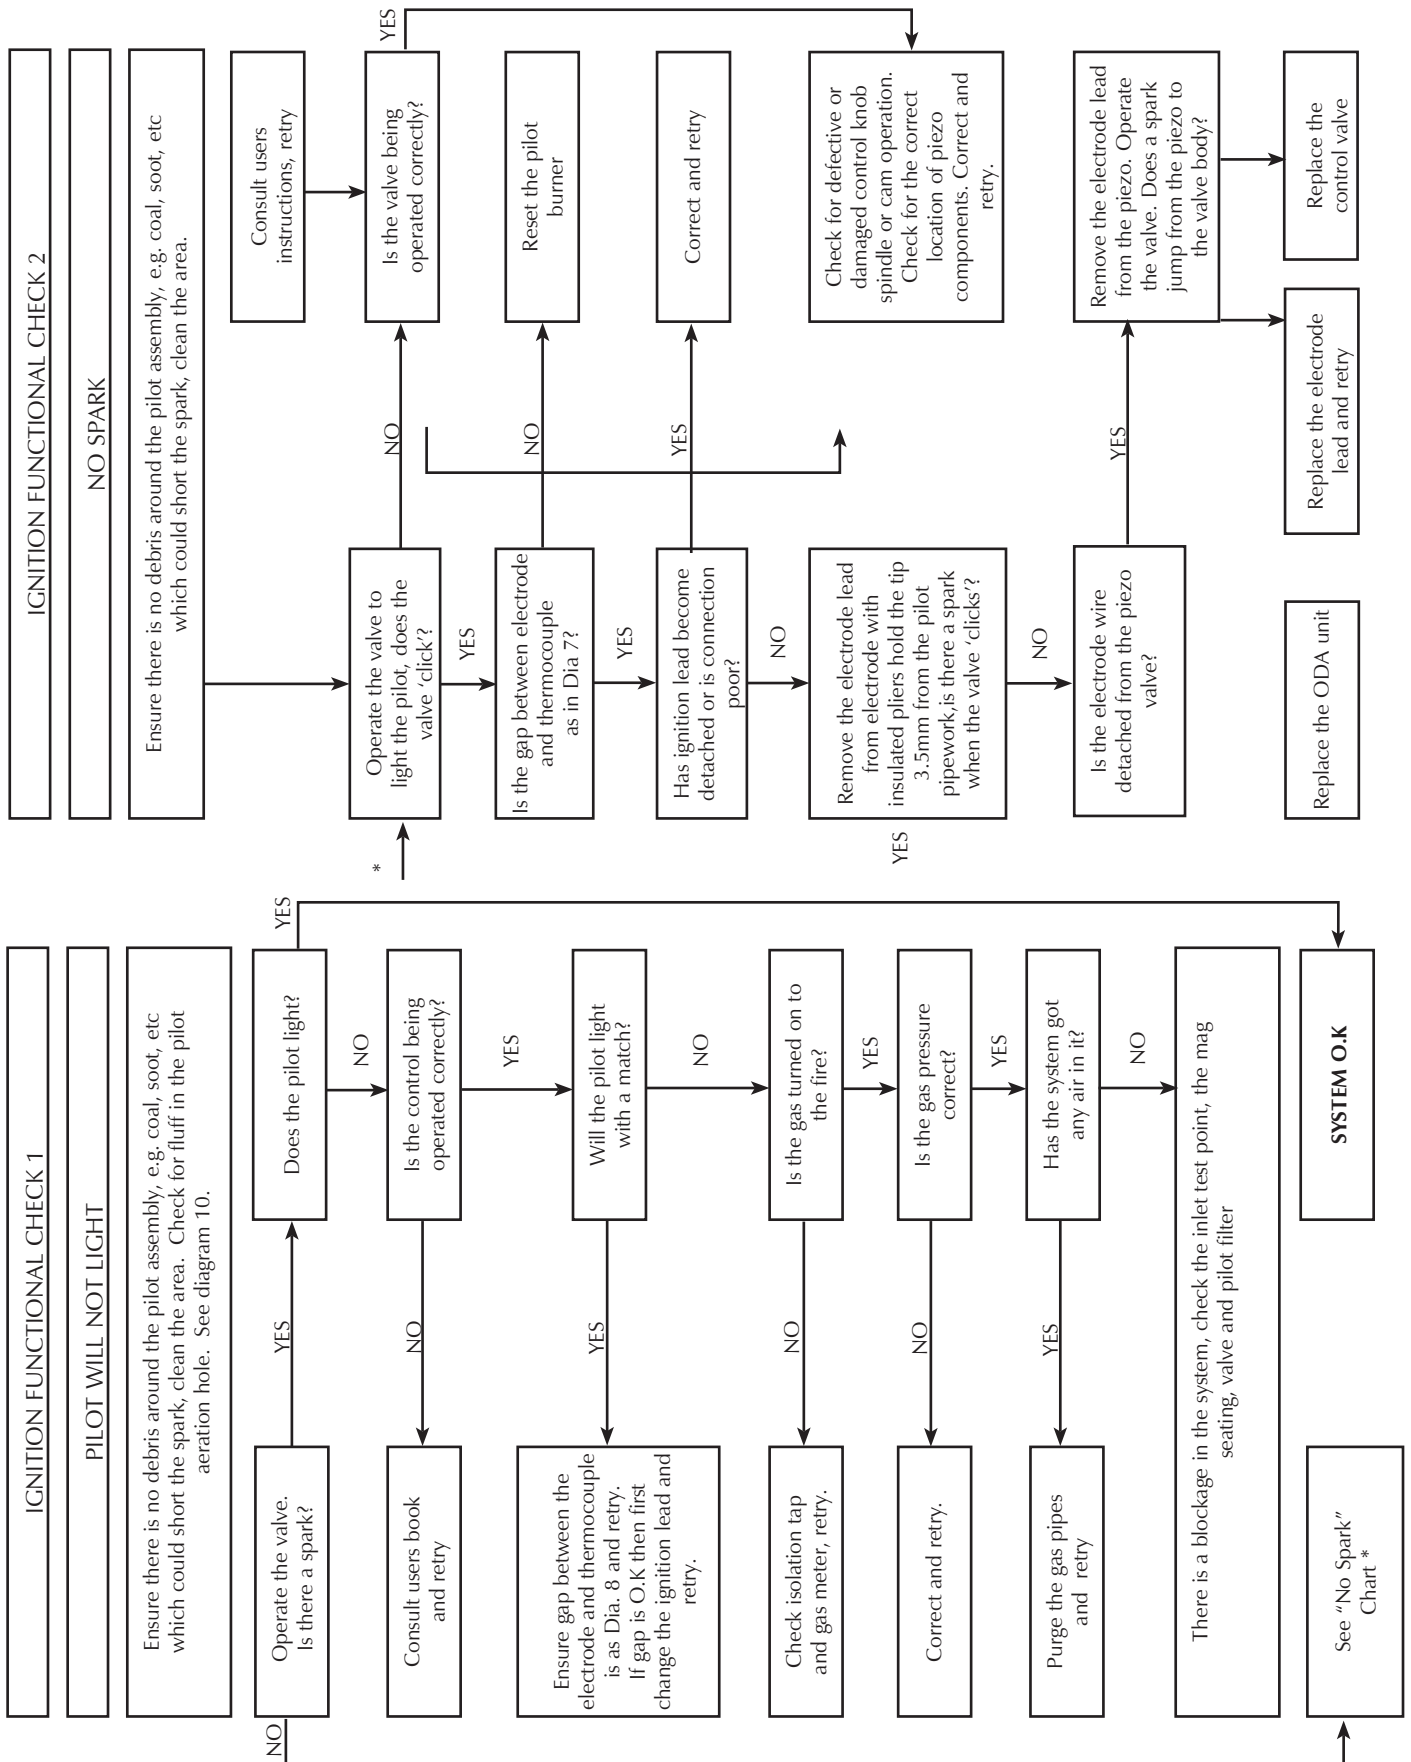 IGNITION FUNCTIONAL CHECK 1
PILOT WILL NOT LIGHT
Ensure there is no debris around the pilot assembly, e.g. coal, soot, etc
which could short the spark, clean the area. Check for fluff in the pilot
aeration hole. See diagram 10.
NO
Operate the valve.
Is there a spark?
YES
Does the pilot light?
YES
NO
Consult users book
and retry
NO
Is the control being
operated correctly?
YES
Ensure gap between the
electrode and thermocouple
is as Dia. 8 and retry.
If gap is O.K then first
change the ignition lead and
retry.
YES
Will the pilot light
with a match?
NO
Check isolation tap
and gas meter, retry.
NO
Is the gas turned on to
the fire?
YES
Correct and retry.
NO
Is the gas pressure
correct?
YES
Purge the gas pipes
and retry
YES
Has the system got
any air in it?
NO
There is a blockage in the system, check the inlet test point, the mag
seating, valve and pilot filter
See "No Spark"
Chart *
SYSTEM O.K
IGNITION FUNCTIONAL CHECK 2
NO SPARK
Ensure there is no debris around the pilot assembly, e.g. coal, soot, etc
which could short the spark, clean the area.
Consult users
instructions, retry
*
Operate the valve to
light the pilot, does the
valve ‘click’?
NO
Is the valve being
operated correctly?
YES
YES
Is the gap between electrode
and thermocouple
as in Dia 7?
NO
Reset the pilot
burner
YES
Has ignition lead become
detached or is connection
poor?
YES
Correct and retry
NO
YES
Remove the electrode lead
from electrode with
insulated pliers hold the tip
3.5mm from the pilot
pipework,is there a spark
when the valve ‘clicks’?
Check for defective or
damaged control knob
spindle or cam operation.
Check for the correct
location of piezo
components. Correct and
retry.
NO
Is the electrode wire
detached from the piezo
valve?
YES
Remove the electrode lead
from the piezo. Operate
the valve. Does a spark
jump from the piezo to
the valve body?
Replace the ODA unit
Replace the electrode
lead and retry
Replace the
control valve